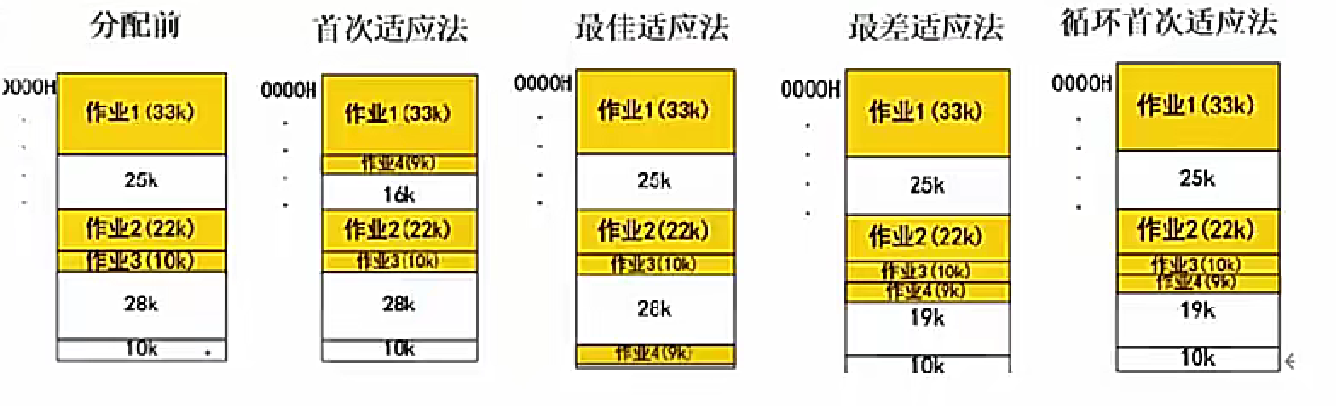 分配前
0000H
作业1(33k)
25k
作业2(22k)
作业3(10k)
28k
10k
首次适应法
0000H
作业1(33k)
作业4(9k)
16k
作业2(22k)
作业3(10k)
28k
10k
最佳适应法
0000H
作业1(33k)
25k
作业2(22k)
作业3(10k)
28k
作业4(9k)
最差适应法
0000H
作业1(33k)
25k
作业2(22k)
作业3(10k)
作业4(9k)
19k
10k
循环首次适应法
0000H
作业1(33k)
25k
作业2(22k)
作业3(10k)
作业4(9k)
19k
10k